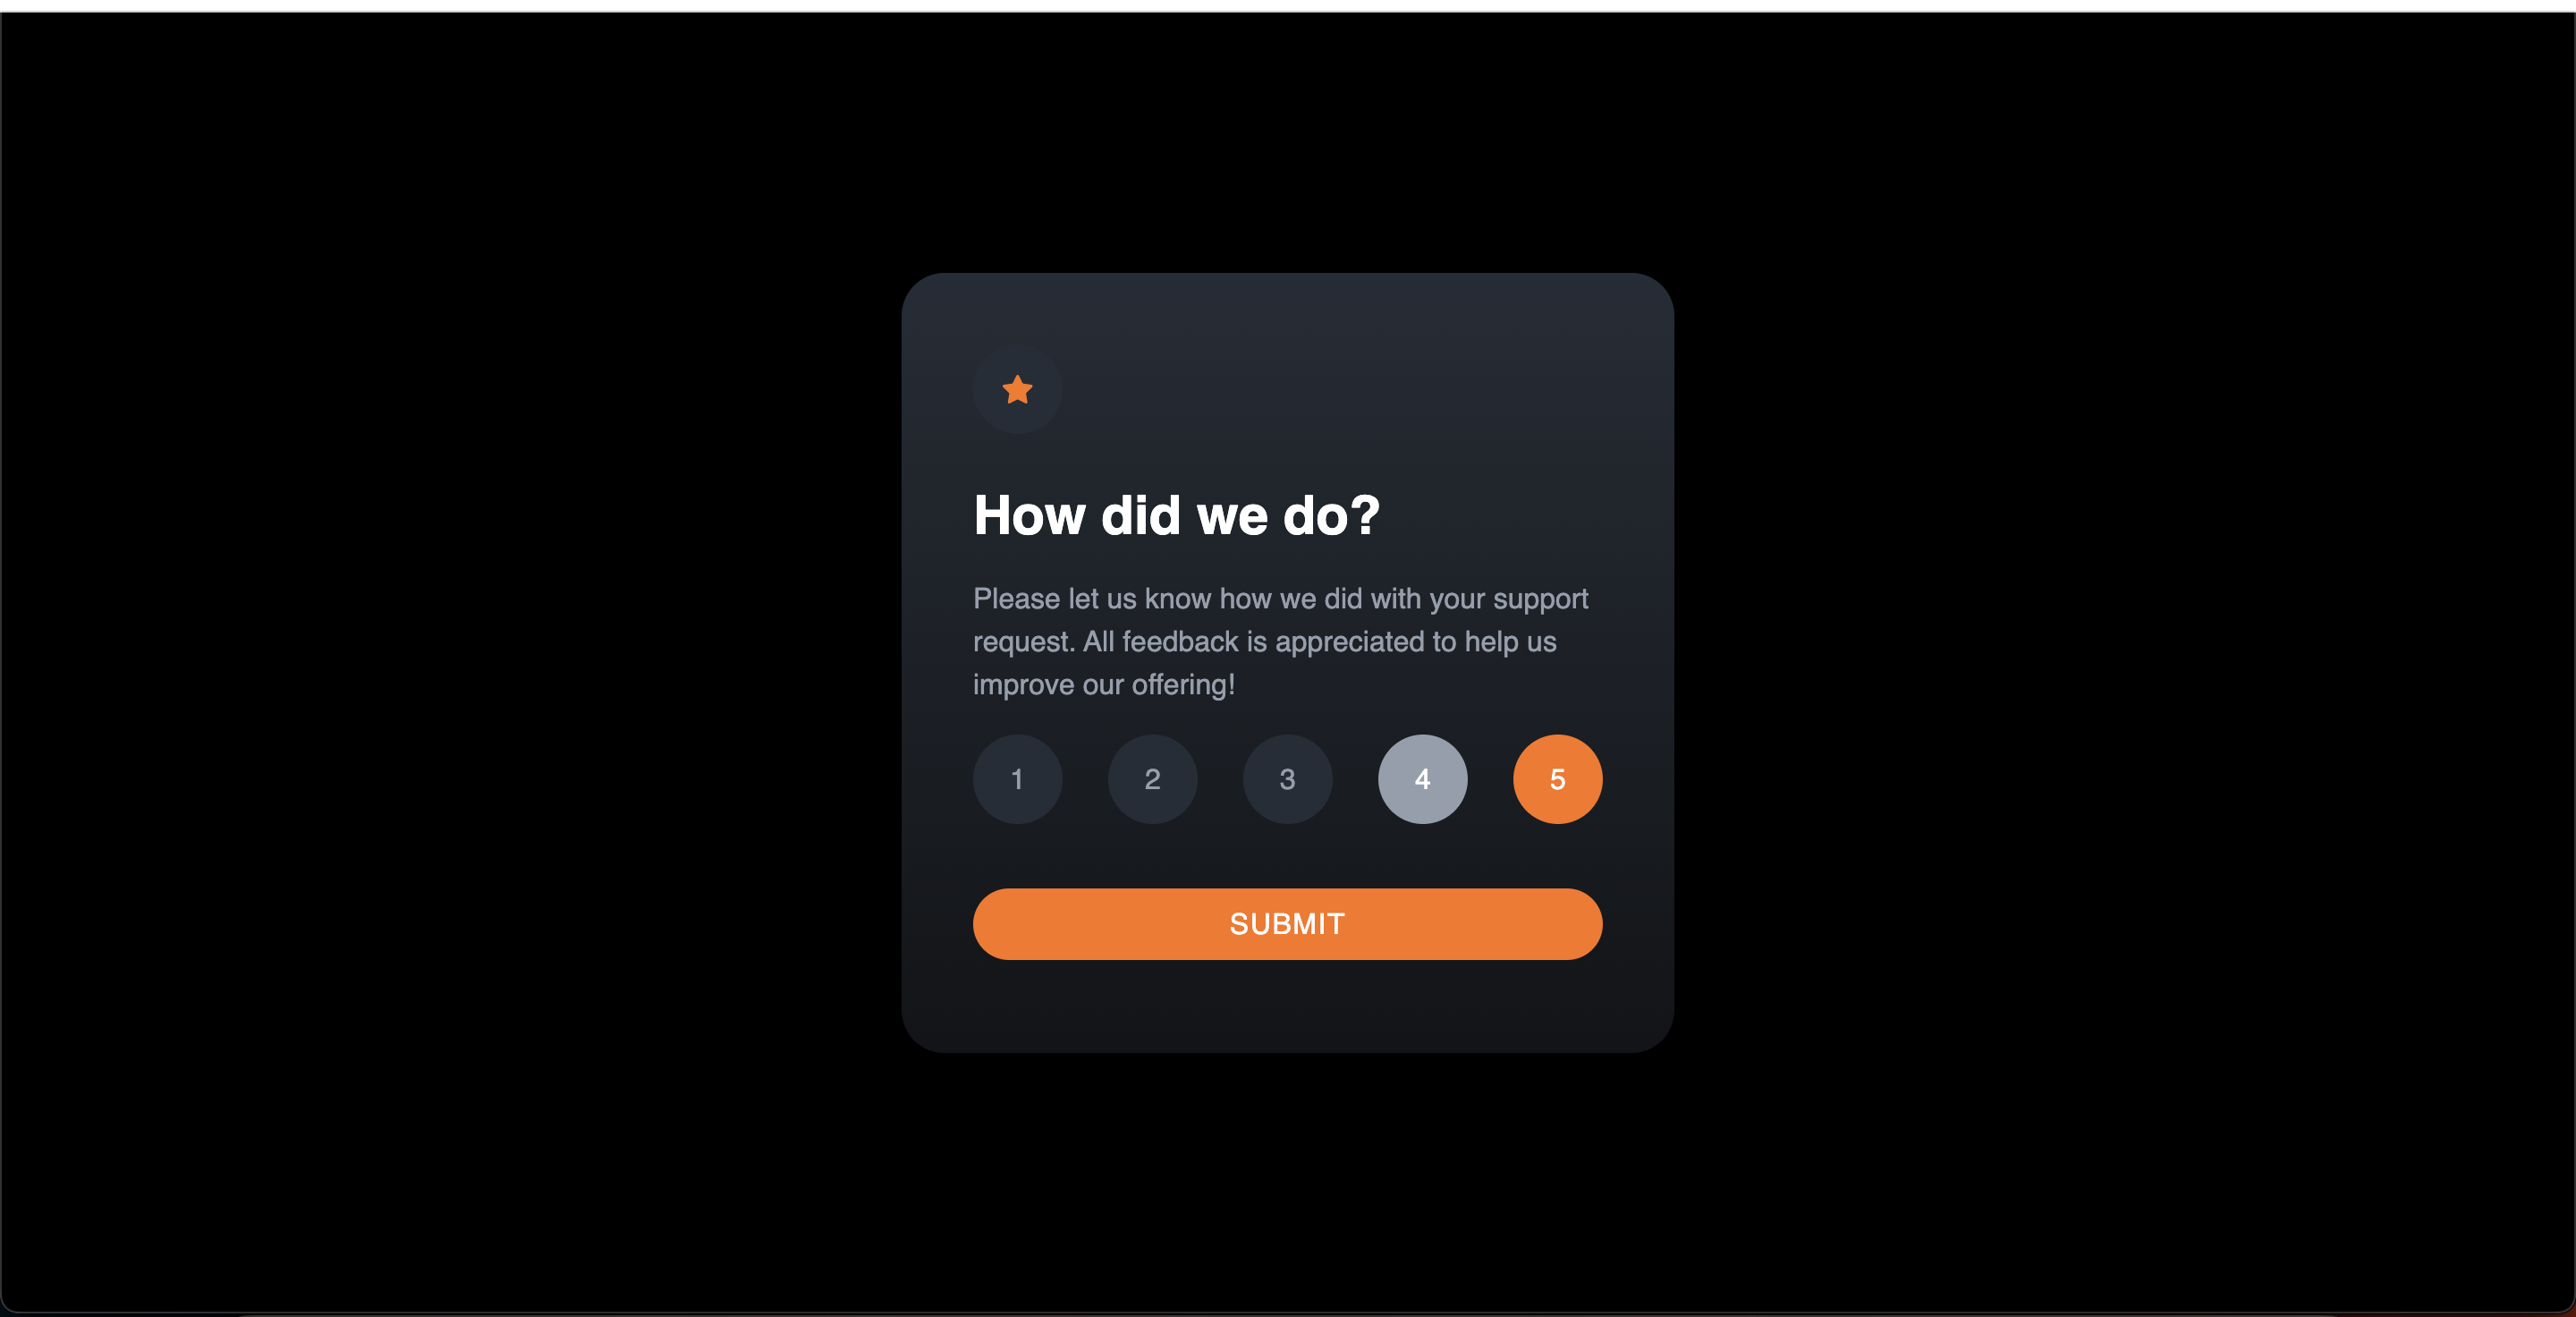 How did we do?
Please let us know how we did with your support
request. All feedback is appreciated to help us
improve our offering!
1 2 3 4 5
SUBMIT